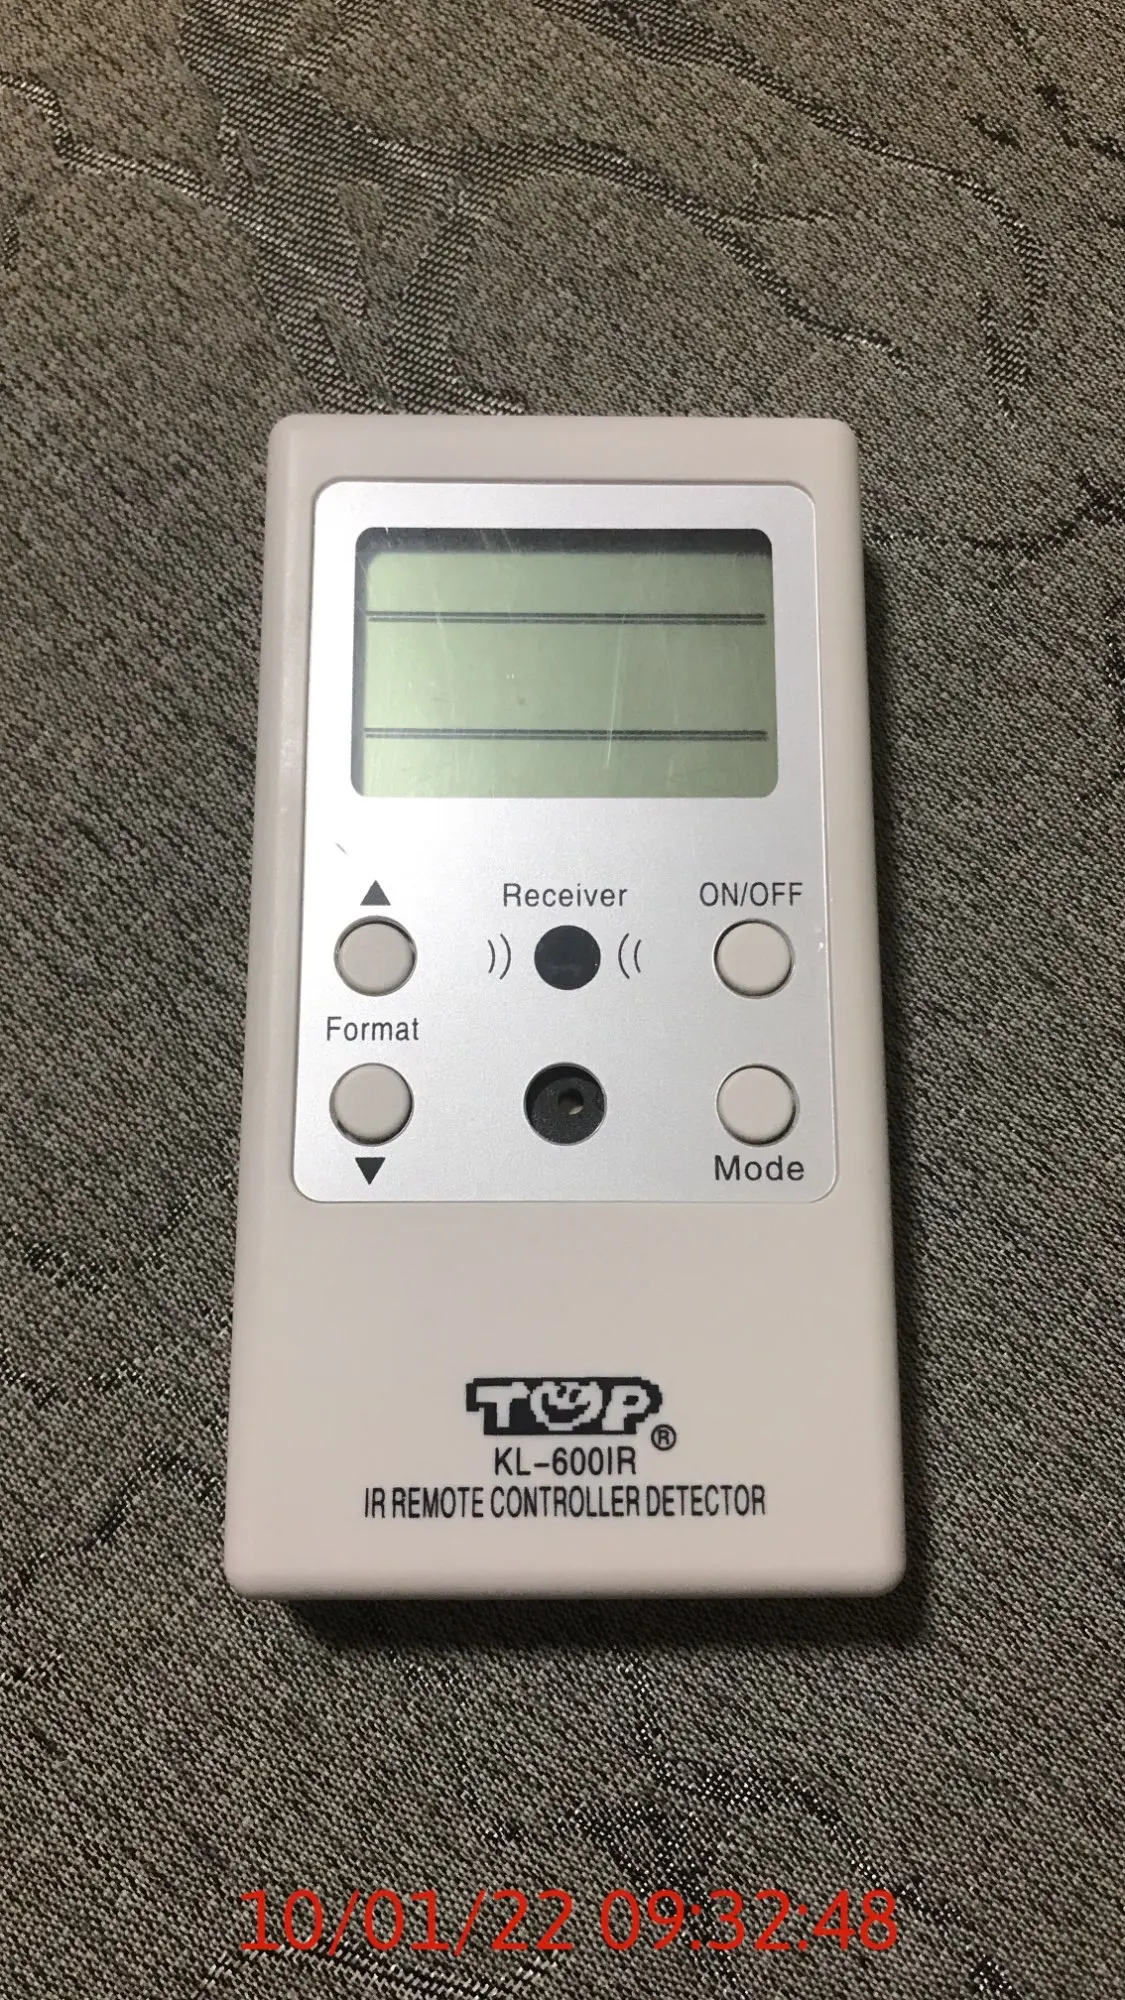 ▲ Receiver ON/OFF
Format
▼ Mode
TOP®
KL-600IR
IR REMOTE CONTROLLER DETECTOR
10/01/22 09:32:48